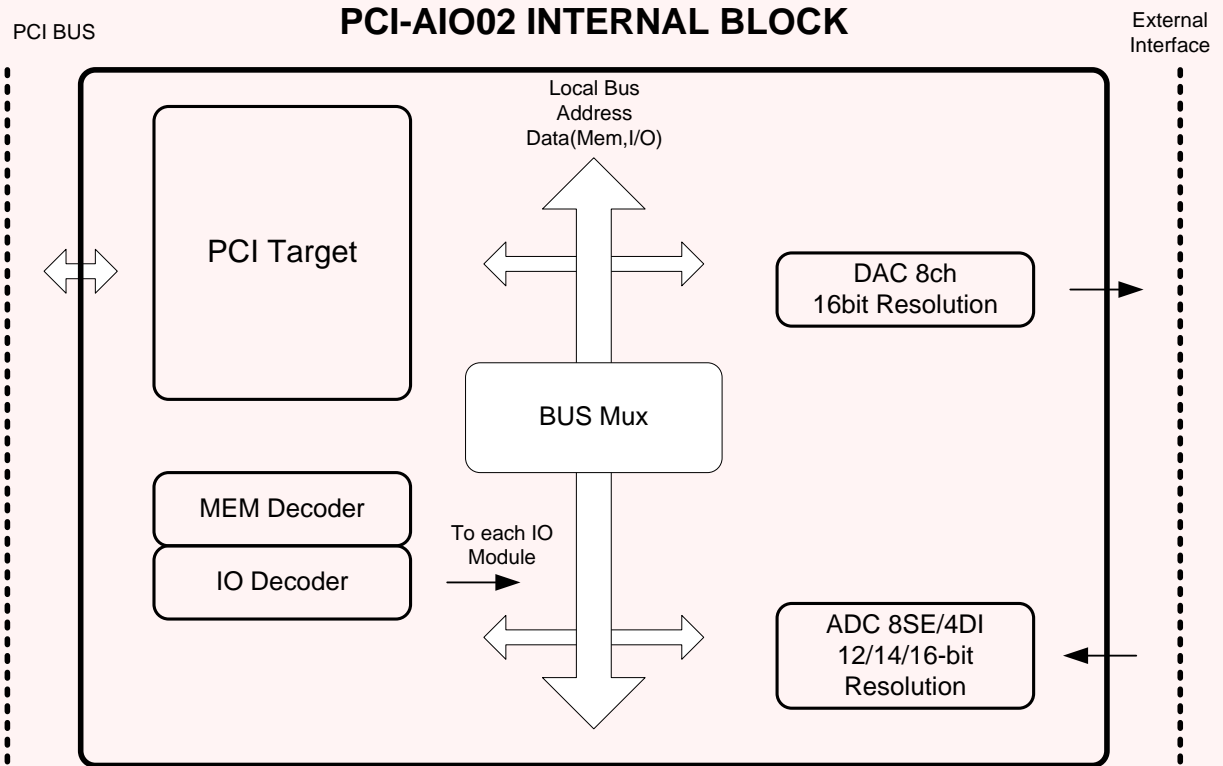 PCI-AIO02 INTERNAL BLOCK
PCI BUS
External
Interface
Local Bus
Address
Data(Mem,I/O)
PCI Target
DAC 8ch
16bit Resolution
BUS Mux
MEM Decoder
IO Decoder
To each IO
Module
ADC 8SE/4DI
12/14/16-bit
Resolution